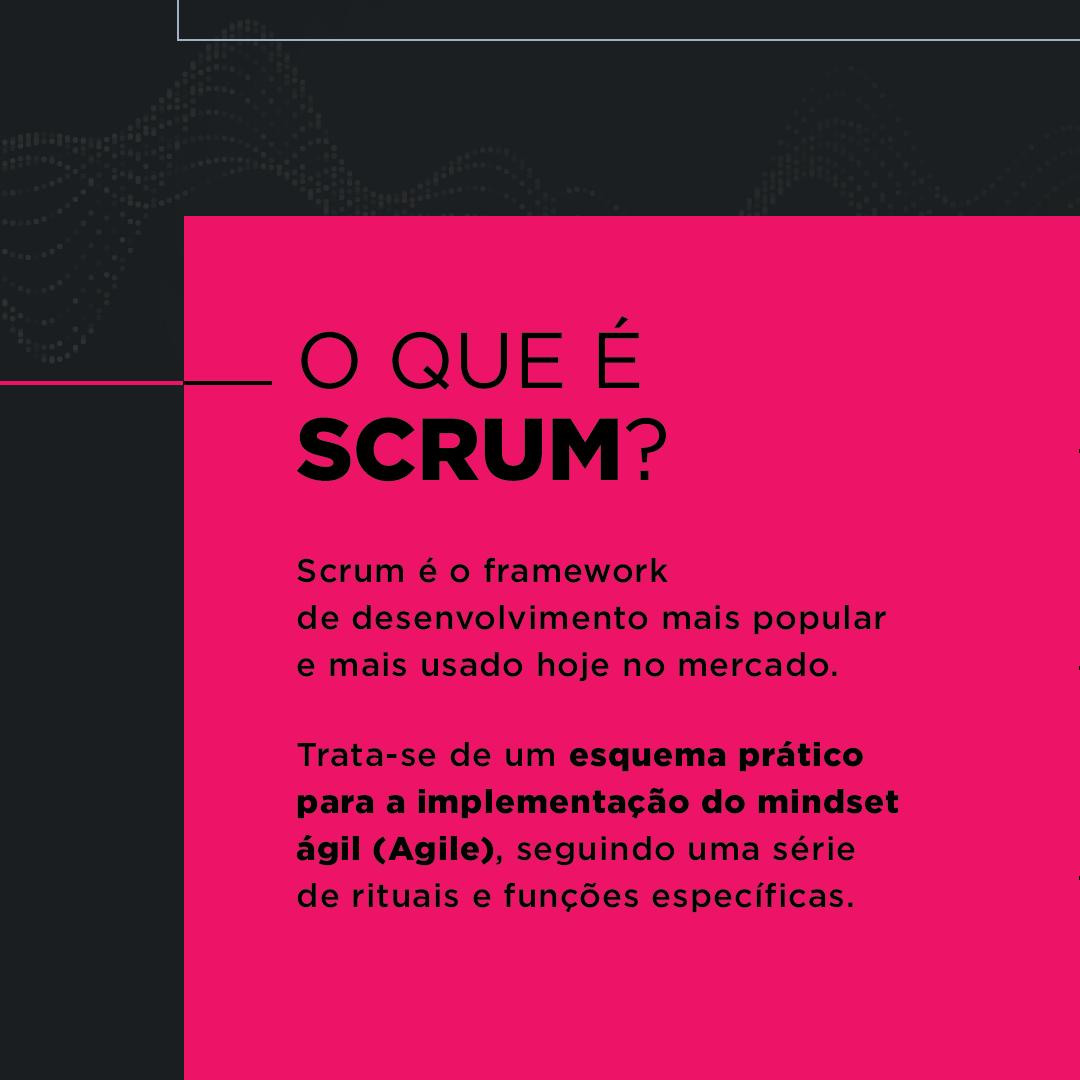 O QUE É
SCRUM?
Scrum é o framework
de desenvolvimento mais popular
e mais usado hoje no mercado.
Trata-se de um esquema prático
para a implementação do mindset
ágil (Agile), seguindo uma série
de rituais e funções específicas.